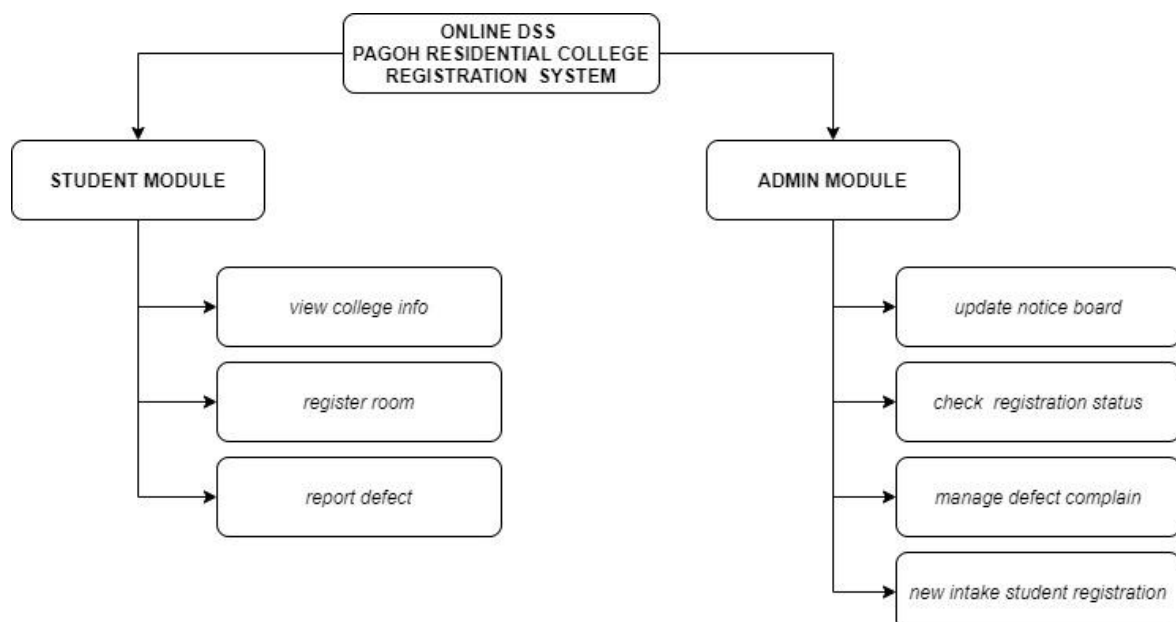 ONLINE DSS
PAGOH RESIDENTIAL COLLEGE
REGISTRATION SYSTEM
STUDENT MODULE
ADMIN MODULE
view college info
update notice board
register room
check registration status
report defect
manage defect complain
new intake student registration